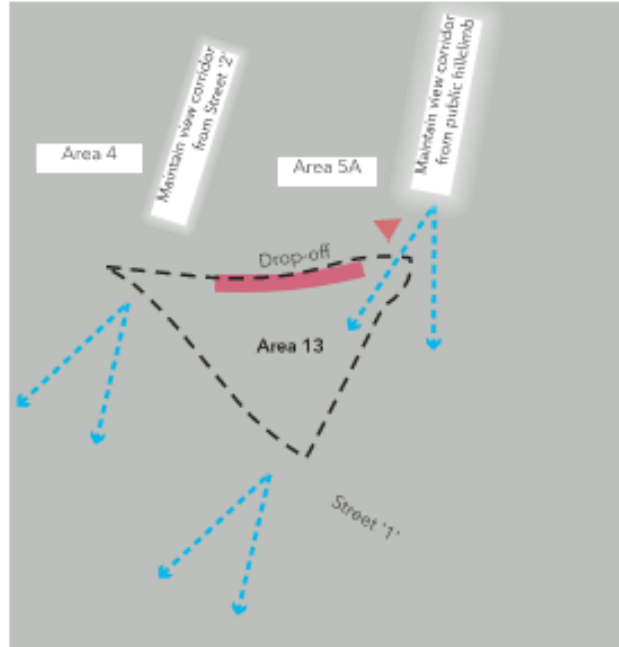 Maintain view corridor
from Street '2'
Maintain view corridor
from public hillclimb
Area 4
Area 5A
Drop-off
Area 13
Street '1'